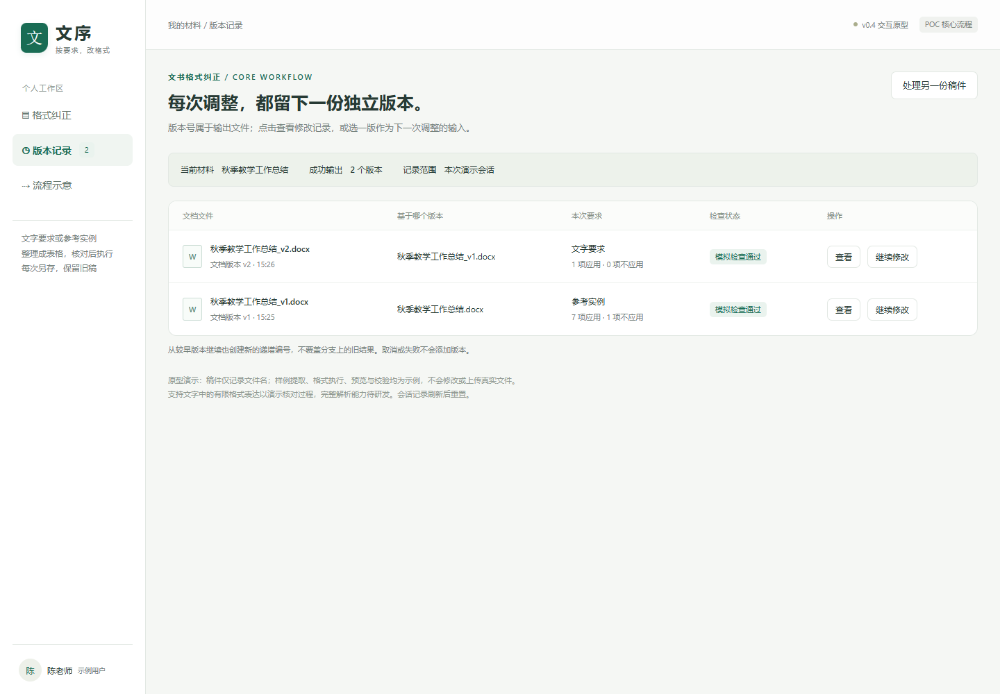 文 文序
按要求，改格式
个人工作区
格式纠正
版本记录 2
流程示意
文字要求或参考实例
整理成表格，核对后执行
每次另存，保留旧稿
陈 陈老师 示例用户
我的材料 / 版本记录
v0.4 交互原型 POC 核心流程
文书格式纠正 / CORE WORKFLOW
每次调整，都留下一份独立版本。
版本号属于输出文件；点击查看修改记录，或选一版作为下一次调整的输入。
处理另一份稿件
当前材料 秋季教学工作总结 成功输出 2 个版本 记录范围 本次演示会话
文档文件 基于哪个版本 本次要求 检查状态 操作
W 秋季教学工作总结_v2.docx
文档版本 v2 · 15:26
秋季教学工作总结_v1.docx
文字要求
1 项应用 · 0 项不应用
模拟检查通过
查看 继续修改
W 秋季教学工作总结_v1.docx
文档版本 v1 · 15:25
秋季教学工作总结.docx
参考实例
7 项应用 · 1 项不应用
模拟检查通过
查看 继续修改
从较早版本继续也创建新的递增编号，不覆盖分支上的旧结果。取消或失败不会添加版本。
原型演示：稿件仅记录文件名；样例提取、格式执行、预览与校验均为示例，不会修改或上传真实文件。
支持文字中的有限格式表达以演示核对过程，完整解析能力待研发。会话记录刷新后重置。